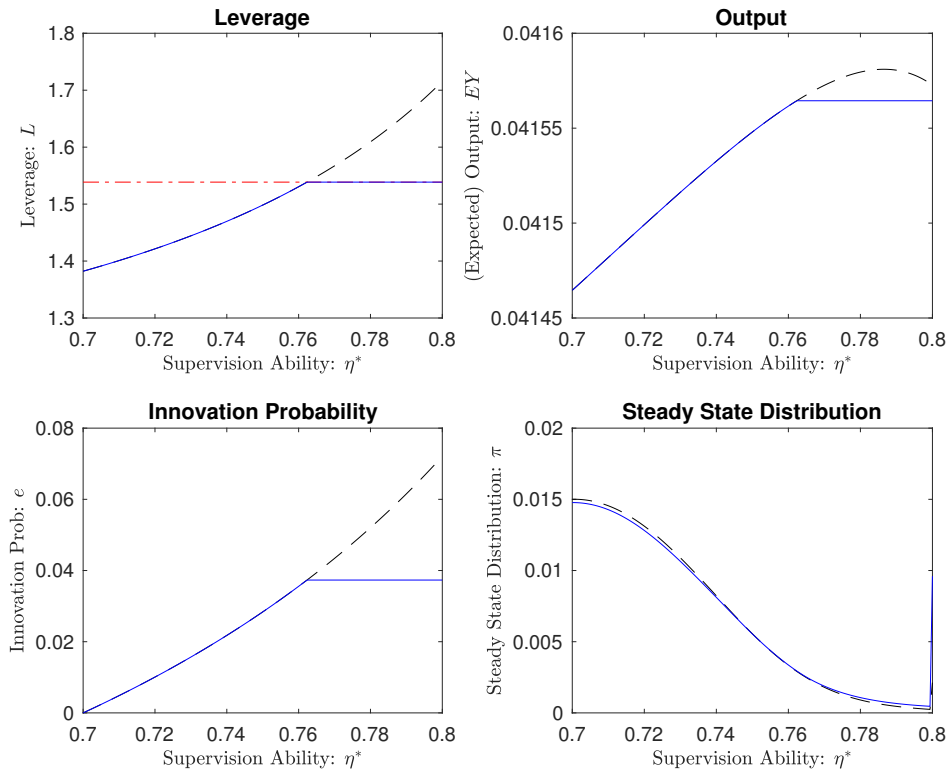 Leverage
1.8
1.7
1.6
1.5
1.4
1.3
Leverage: L
0.7 0.72 0.74 0.76 0.78 0.8
Supervision Ability: η*
Output
0.0416
0.04155
0.0415
0.04145
(Expected) Output: EY
0.7 0.72 0.74 0.76 0.78 0.8
Supervision Ability: η*
Innovation Probability
0.08
0.06
0.04
0.02
0
Innovation Prob: e
0.7 0.72 0.74 0.76 0.78 0.8
Supervision Ability: η*
Steady State Distribution
0.02
0.015
0.01
0.005
0
Steady State Distribution: π
0.7 0.72 0.74 0.76 0.78 0.8
Supervision Ability: η*